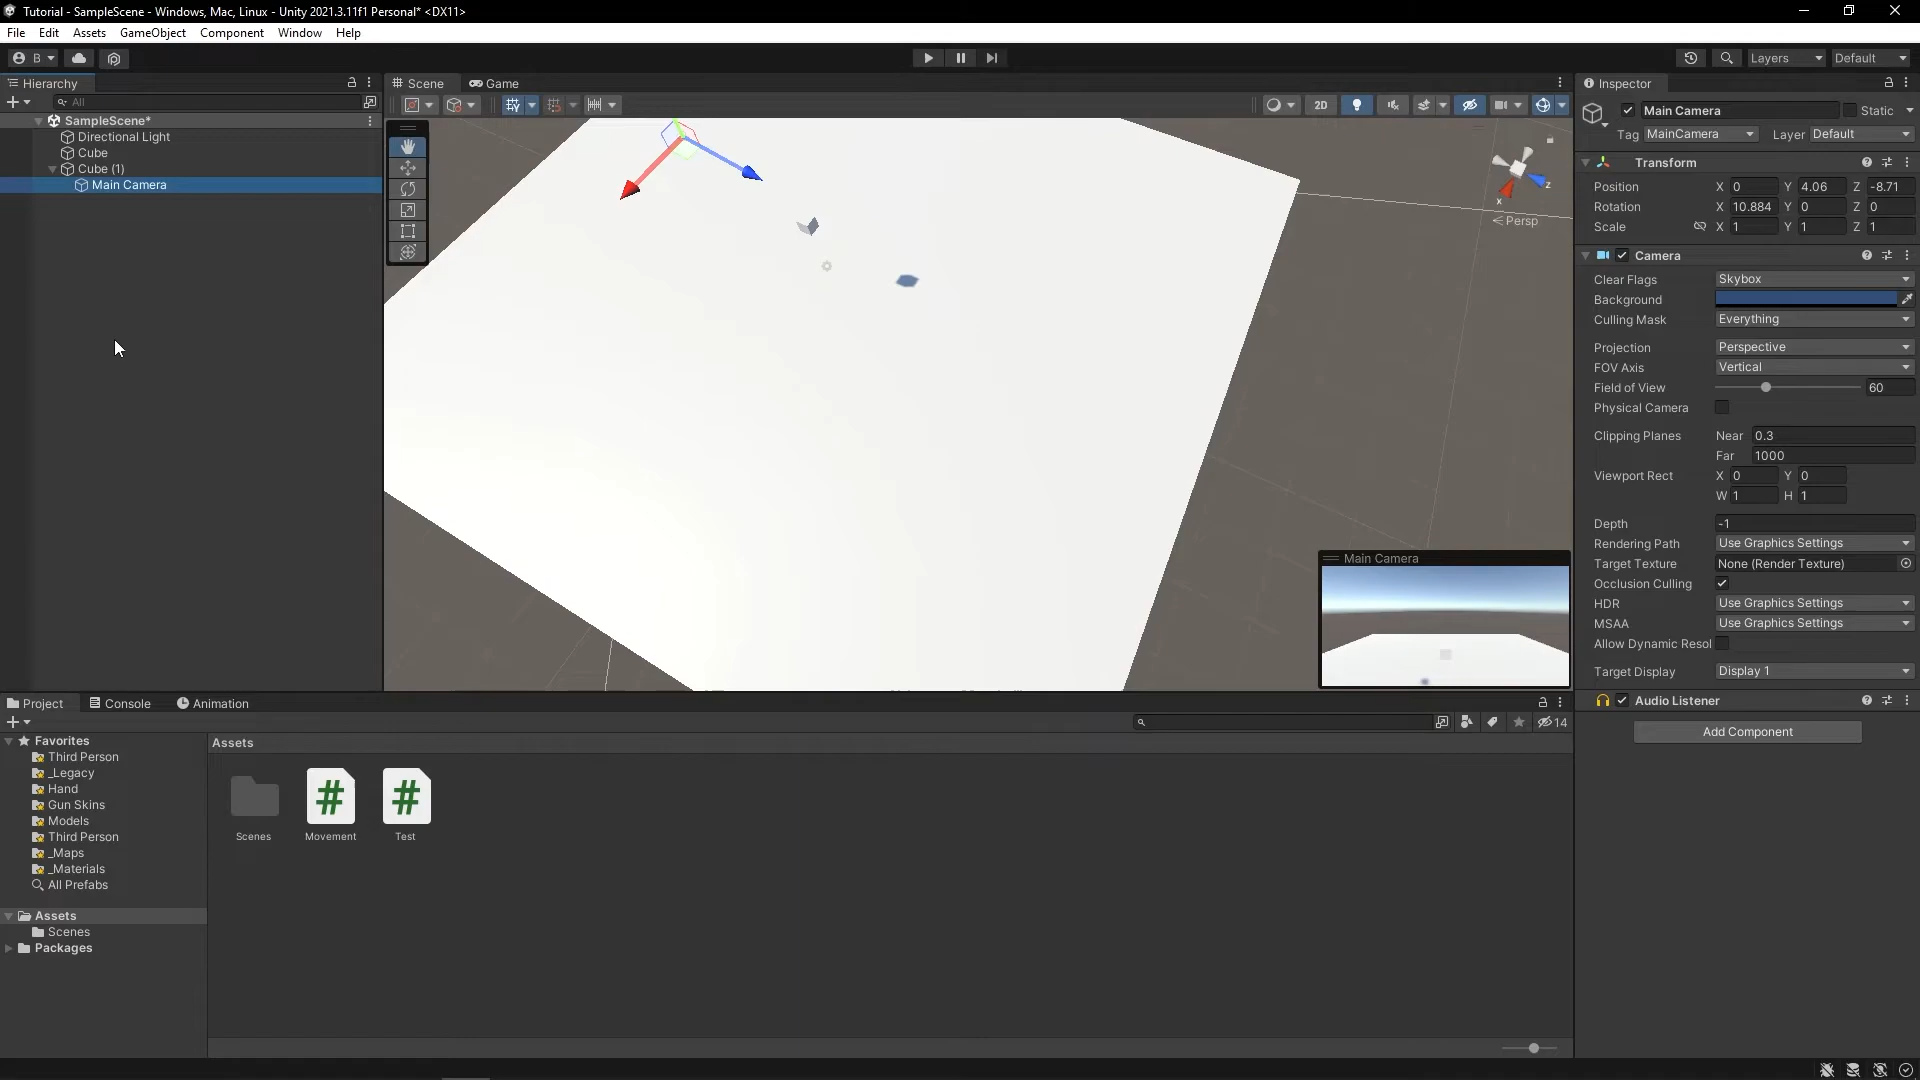 Tutorial - SampleScene - Windows, Mac, Linux - Unity 2021.3.11f1 Personal* <DX11>
File Edit Assets GameObject Component Window Help
B Layers Default
Hierarchy
All
SampleScene*
Directional Light
Cube
Cube (1)
Main Camera
Scene Game
2D
x
z
< Persp
Main Camera
Inspector
Main Camera Static
Tag MainCamera Layer Default
Transform
Position X 0 Y 4.06 Z -8.71
Rotation X 10.884 Y 0 Z 0
Scale X 1 Y 1 Z 1
Camera
Clear Flags Skybox
Background
Culling Mask Everything
Projection Perspective
FOV Axis Vertical
Field of View 60
Physical Camera
Clipping Planes Near 0.3
Far 1000
Viewport Rect X 0 Y 0
W 1 H 1
Depth -1
Rendering Path Use Graphics Settings
Target Texture None (Render Texture)
Occlusion Culling
HDR Use Graphics Settings
MSAA Use Graphics Settings
Allow Dynamic Resol
Target Display Display 1
Audio Listener
Add Component
Project Console Animation
14
Favorites
Third Person
_Legacy
Hand
Gun Skins
Models
Third Person
_Maps
_Materials
All Prefabs
Assets
Scenes
Packages
Assets
# #
Scenes Movement Test